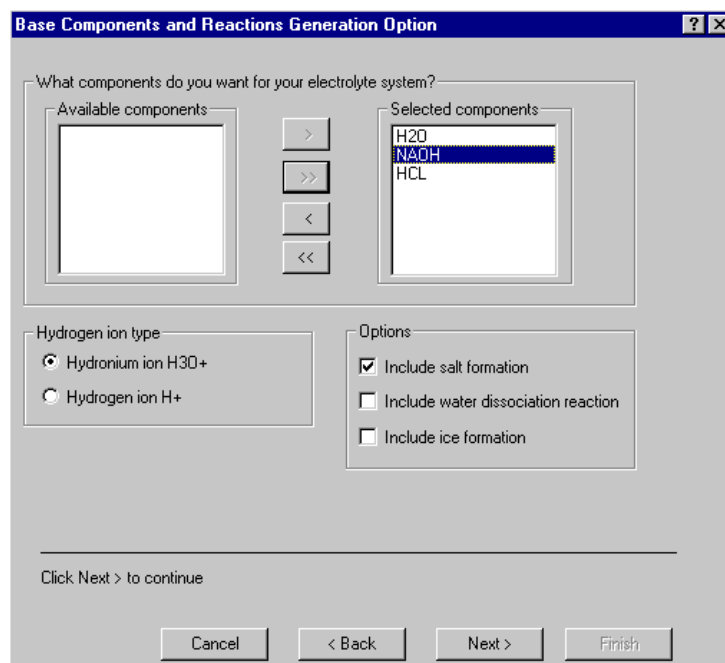 Base Components and Reactions Generation Option
? X
What components do you want for your electrolyte system?
Available components
Selected components
>
>>
<
<<
H2O
NAOH
HCL
Hydrogen ion type
Hydronium ion H3O+
Hydrogen ion H+
Options
Include salt formation
Include water dissociation reaction
Include ice formation
Click Next > to continue
Cancel
< Back
Next >
Finish